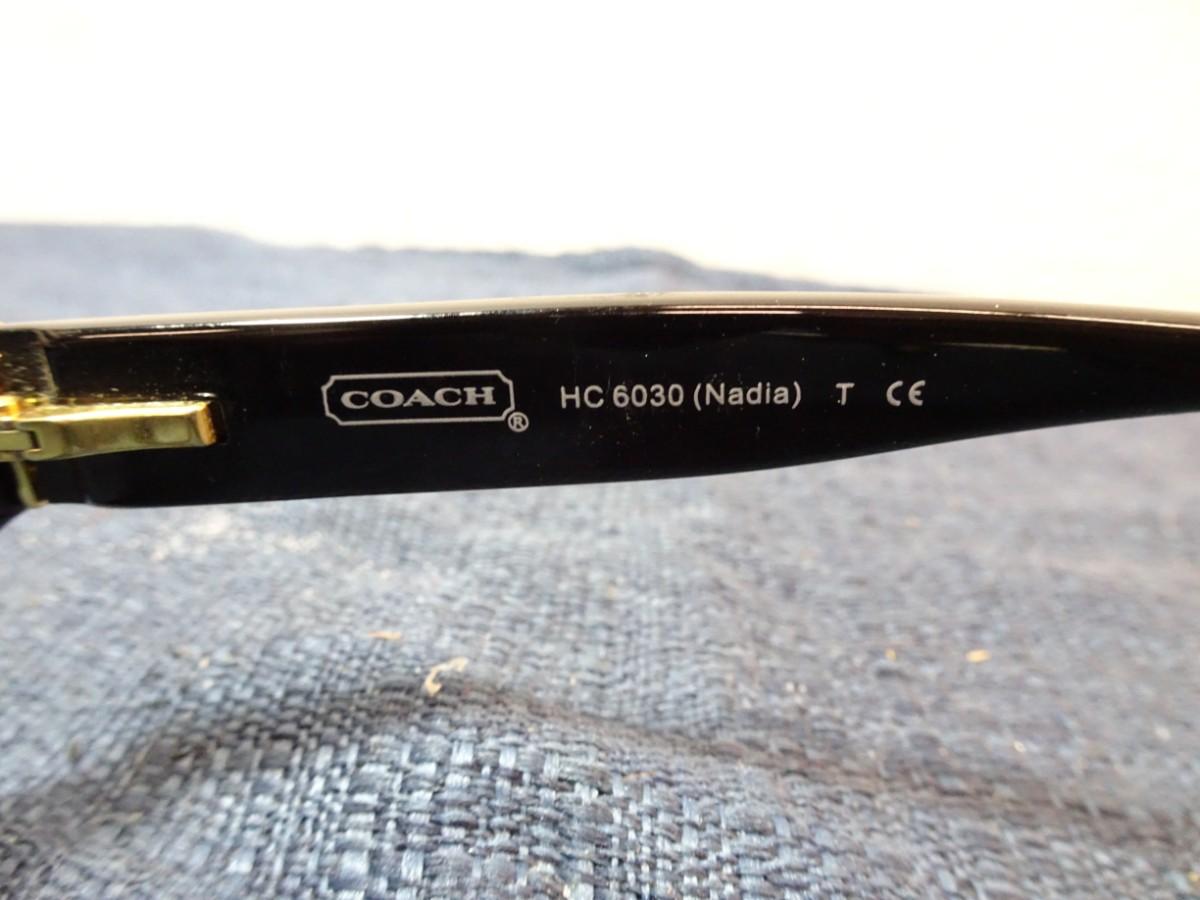 COACH® HC 6030 (Nadia) T CE